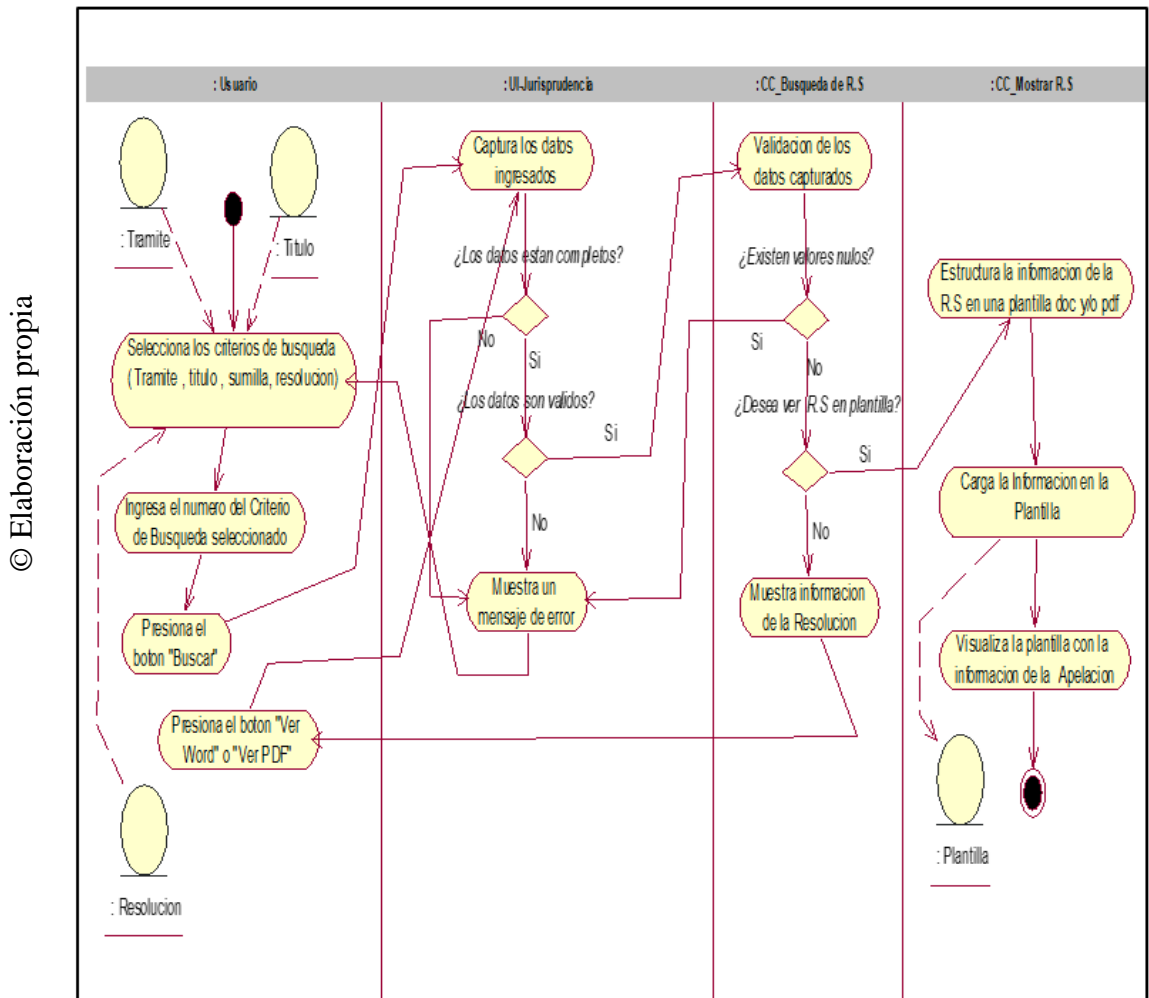 © Elaboración propia
: Usuario
: UI-Jurisprudencia
: CC_Busqueda de R.S
: CC_Mostrar R.S
: Tramite
: Titulo
Selecciona los criterios de busqueda
( Tramite , titulo , sumilla, resolucion)
Ingresa el numero del Criterio
de Busqueda seleccionado
Presiona el
boton "Buscar"
Presiona el boton "Ver
Word" o "Ver PDF"
: Resolucion
Captura los datos
ingresados
¿Los datos estan completos?
No
Si
¿Los datos son validos?
Si
No
Muestra un
mensaje de error
Validacion de los
datos capturados
¿Existen valores nulos?
Si
No
¿Desea ver R.S en plantilla?
Si
No
Muestra informacion
de la Resolucion
Estructura la informacion de la
R.S en una plantilla doc y/o pdf
Carga la Informacion en la
Plantilla
Visualiza la plantilla con la
informacion de la Apelacion
: Plantilla